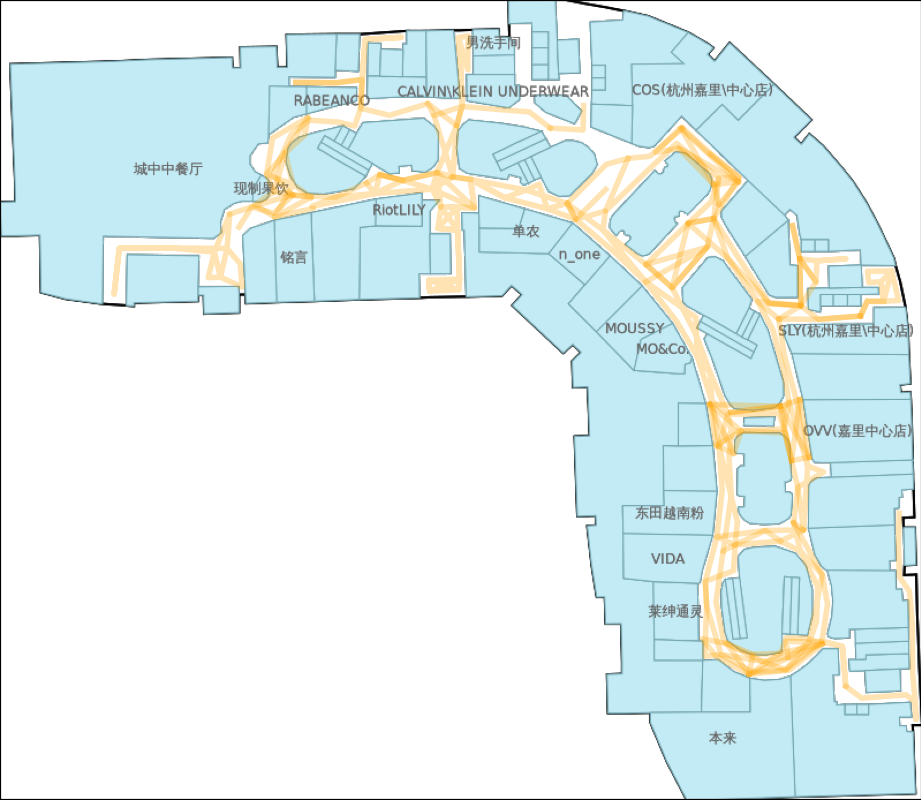 男洗手间
CALVIN\KLEIN UNDERWEAR
COS(杭州嘉里\中心店)
RABEANCO
城中中餐厅
现制果饮
RiotLILY
单农
铭言
n_one
MOUSSY
SLY(杭州嘉里\中心店)
MO&Co.
OVV(嘉里中心店)
东田越南粉
VIDA
莱绅通灵
本来